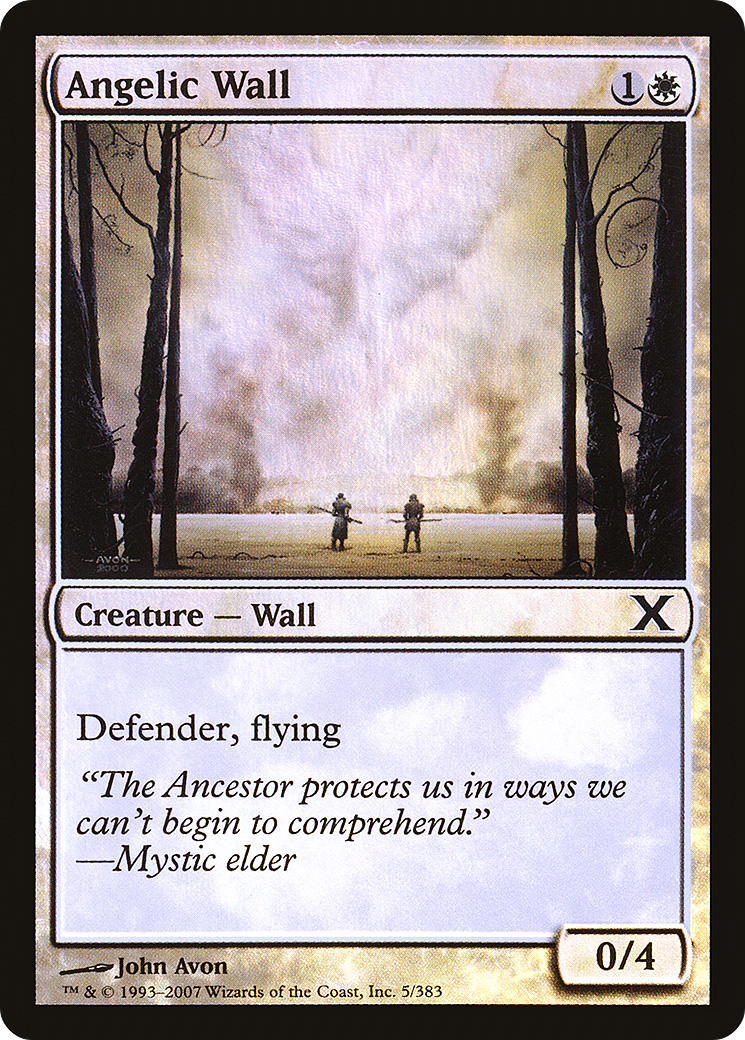 Angelic Wall 1
AVON
2000
Creature — Wall X
Defender, flying
“The Ancestor protects us in ways we
can’t begin to comprehend.”
—Mystic elder
0/4
John Avon
™ & © 1993–2007 Wizards of the Coast, Inc. 5/383